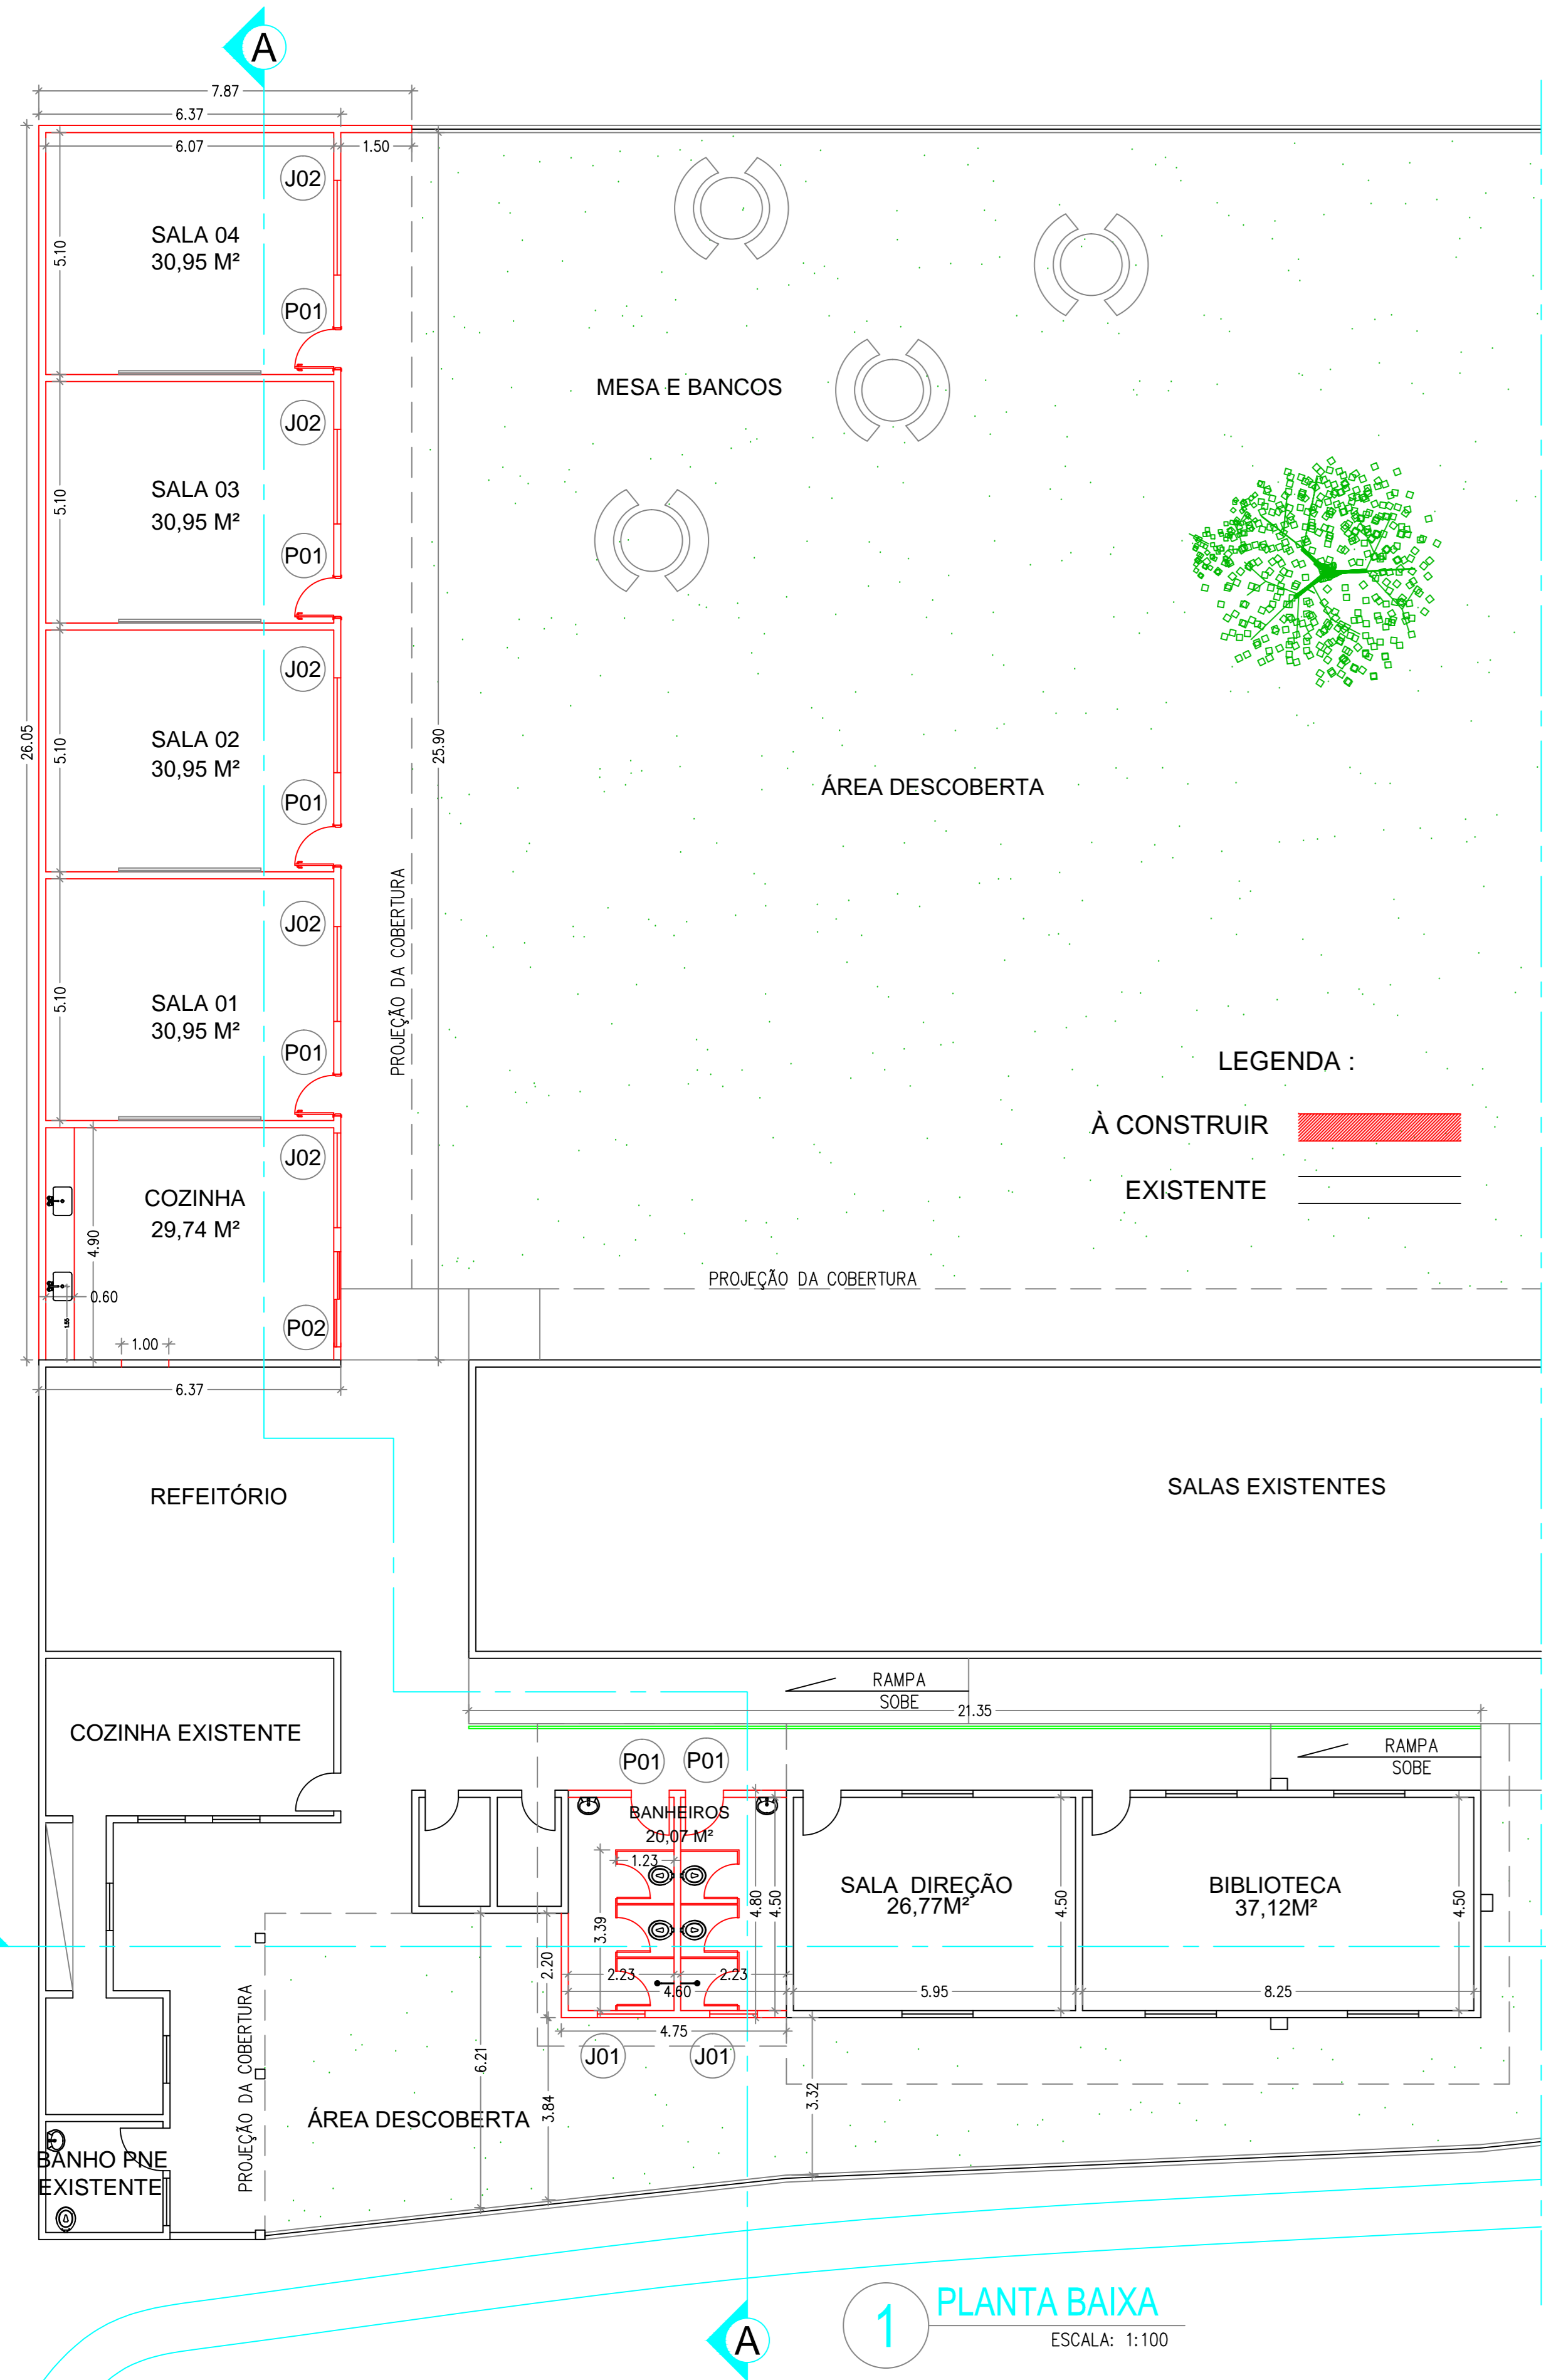 A
7.87
6.37
6.07
1.50
J02
SALA 04
30,95 M²
5.10
P01
MESA E BANCOS
J02
SALA 03
30,95 M²
5.10
P01
J02
SALA 02
30,95 M²
5.10
26.05
25.90
P01
ÁREA DESCOBERTA
PROJEÇÃO DA COBERTURA
J02
SALA 01
30,95 M²
5.10
P01
LEGENDA :
À CONSTRUIR
EXISTENTE
J02
COZINHA
29,74 M²
4.90
0.60
P02
1.00
6.37
PROJEÇÃO DA COBERTURA
REFEITÓRIO
SALAS EXISTENTES
RAMPA
SOBE
21.35
COZINHA EXISTENTE
RAMPA
SOBE
P01
P01
BANHEIROS
20,07 M²
1.23
3.39
4.80
4.50
2.20
2.23
2.23
4.60
4.75
SALA DIREÇÃO
26,77M²
4.50
5.95
BIBLIOTECA
37,12M²
4.50
8.25
J01
J01
6.21
3.84
3.32
PROJEÇÃO DA COBERTURA
ÁREA DESCOBERTA
BANHO PNE
EXISTENTE
A
1
PLANTA BAIXA
ESCALA: 1:100